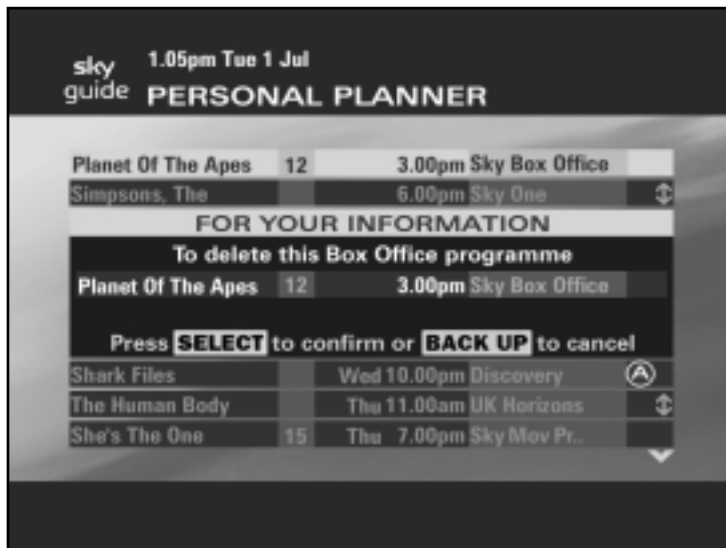 sky guide
1.05pm Tue 1 Jul
PERSONAL PLANNER
Planet Of The Apes 12 3.00pm Sky Box Office
Simpsons, The 6.00pm Sky One
FOR YOUR INFORMATION
To delete this Box Office programme
Planet Of The Apes 12 3.00pm Sky Box Office
Press SELECT to confirm or BACK UP to cancel
Shark Files Wed 10.00pm Discovery A
The Human Body Thu 11.00am UK Horizons
She's The One 15 Thu 7.00pm Sky Mov Pr..